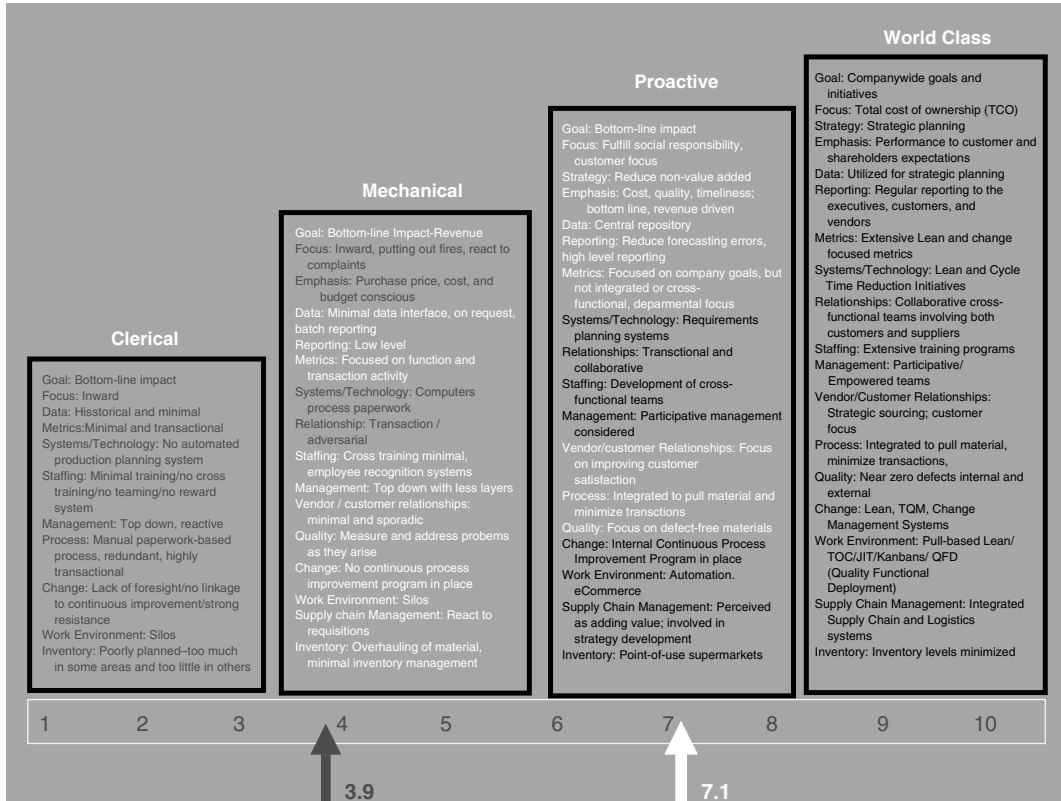 Clerical
Goal: Bottom-line impact
Focus: Inward
Data: Hisstorical and minimal
Metrics:Minimal and transactional
Systems/Technology: No automated
production planning system
Staffing: Minimal training/no cross
training/no teaming/no reward
system
Management: Top down, reactive
Process: Manual paperwork-based
process, redundant, highly
transactional
Change: Lack of foresight/no linkage
to continuous improvement/strong
resistance
Work Environment: Silos
Inventory: Poorly planned–too much
in some areas and too little in others
Mechanical
Goal: Bottom-line Impact-Revenue
Focus: Inward, putting out fires, react to
complaints
Emphasis: Purchase price, cost, and
budget conscious
Data: Minimal data interface, on request,
batch reporting
Reporting: Low level
Metrics: Focused on function and
transaction activity
Systems/Technology: Computers
process paperwork
Relationship: Transaction /
adversarial
Staffing: Cross training minimal,
employee recognition systems
Management: Top down with less layers
Vendor / customer relationships:
minimal and sporadic
Quality: Measure and address probems
as they arise
Change: No continuous process
improvement program in place
Work Environment: Silos
Supply chain Management: React to
requisitions
Inventory: Overhauling of material,
minimal inventory management
Proactive
Goal: Bottom-line impact
Focus: Fulfill social responsibility,
customer focus
Strategy: Reduce non-value added
Emphasis: Cost, quality, timeliness;
bottom line, revenue driven
Data: Central repository
Reporting: Reduce forecasting errors,
high level reporting
Metrics: Focused on company goals, but
not integrated or cross-
functional, deparmental focus
Systems/Technology: Requirements
planning systems
Relationships: Transctional and
collaborative
Staffing: Development of cross-
functional teams
Management: Participative management
considered
Vendor/customer Relationships: Focus
on improving customer
satisfaction
Process: Integrated to pull material and
minimize transctions
Quality: Focus on defect-free materials
Change: Internal Continuous Process
Improvement Program in place
Work Environment: Automation.
eCommerce
Supply Chain Management: Perceived
as adding value; involved in
strategy development
Inventory: Point-of-use supermarkets
World Class
Goal: Companywide goals and
initiatives
Focus: Total cost of ownership (TCO)
Strategy: Strategic planning
Emphasis: Performance to customer and
shareholders expectations
Data: Utilized for strategic planning
Reporting: Regular reporting to the
executives, customers, and
vendors
Metrics: Extensive Lean and change
focused metrics
Systems/Technology: Lean and Cycle
Time Reduction Initiatives
Relationships: Collaborative cross-
functional teams involving both
customers and suppliers
Staffing: Extensive training programs
Management: Participative/
Empowered teams
Vendor/Customer Relationships:
Strategic sourcing; customer
focus
Process: Integrated to pull material,
minimize transactions,
Quality: Near zero defects internal and
external
Change: Lean, TQM, Change
Management Systems
Work Environment: Pull-based Lean/
TOC/JIT/Kanbans/ QFD
(Quality Functional
Deployment)
Supply Chain Management: Integrated
Supply Chain and Logistics
systems
Inventory: Inventory levels minimized
1 2 3 4 5 6 7 8 9 10
3.9 7.1